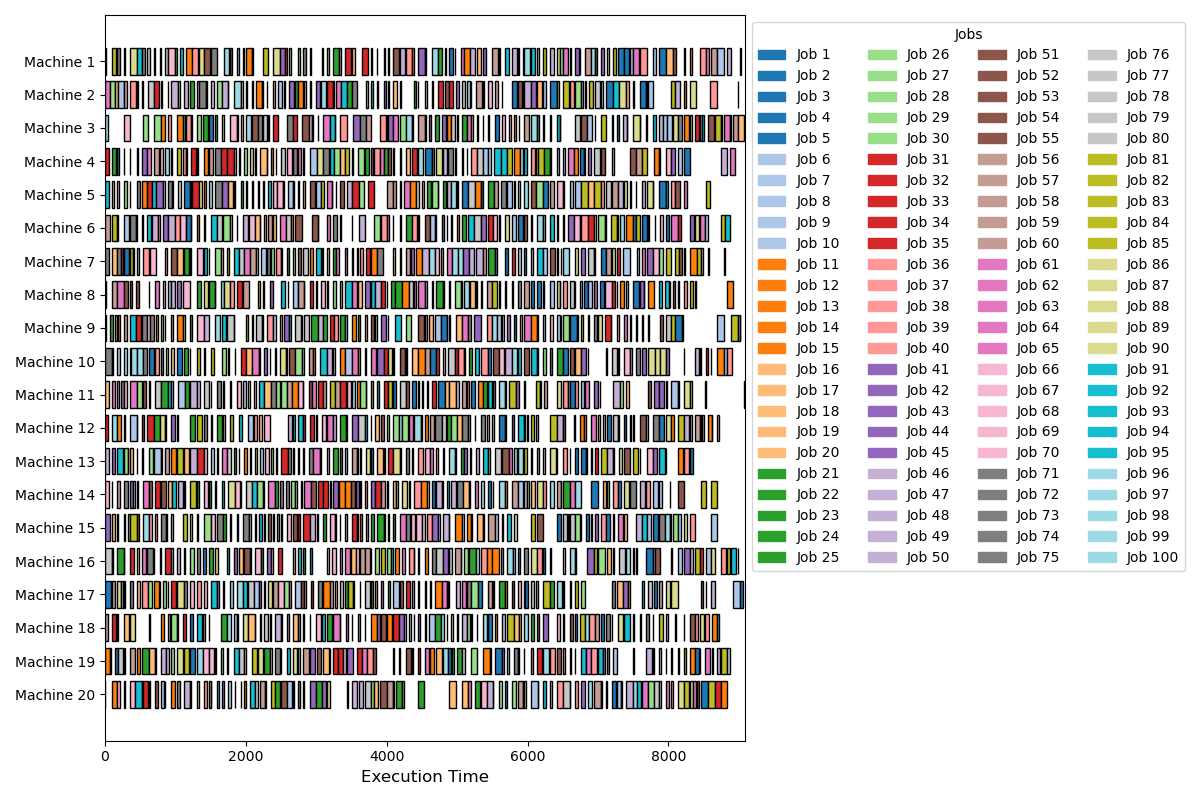 Machine 1
Machine 2
Machine 3
Machine 4
Machine 5
Machine 6
Machine 7
Machine 8
Machine 9
Machine 10
Machine 11
Machine 12
Machine 13
Machine 14
Machine 15
Machine 16
Machine 17
Machine 18
Machine 19
Machine 20
0 2000 4000 6000 8000
Execution Time
Jobs
Job 1 Job 26 Job 51 Job 76
Job 2 Job 27 Job 52 Job 77
Job 3 Job 28 Job 53 Job 78
Job 4 Job 29 Job 54 Job 79
Job 5 Job 30 Job 55 Job 80
Job 6 Job 31 Job 56 Job 81
Job 7 Job 32 Job 57 Job 82
Job 8 Job 33 Job 58 Job 83
Job 9 Job 34 Job 59 Job 84
Job 10 Job 35 Job 60 Job 85
Job 11 Job 36 Job 61 Job 86
Job 12 Job 37 Job 62 Job 87
Job 13 Job 38 Job 63 Job 88
Job 14 Job 39 Job 64 Job 89
Job 15 Job 40 Job 65 Job 90
Job 16 Job 41 Job 66 Job 91
Job 17 Job 42 Job 67 Job 92
Job 18 Job 43 Job 68 Job 93
Job 19 Job 44 Job 69 Job 94
Job 20 Job 45 Job 70 Job 95
Job 21 Job 46 Job 71 Job 96
Job 22 Job 47 Job 72 Job 97
Job 23 Job 48 Job 73 Job 98
Job 24 Job 49 Job 74 Job 99
Job 25 Job 50 Job 75 Job 100